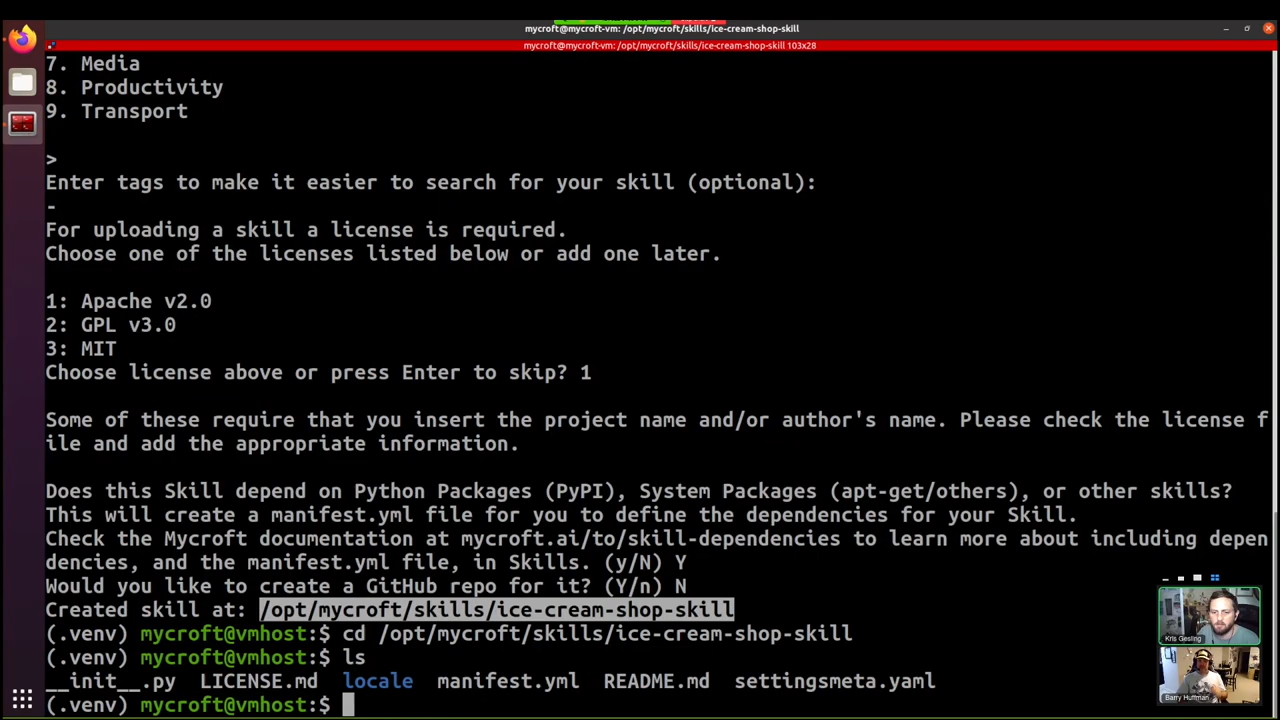 mycroft@mycroft-vm: /opt/mycroft/skills/ice-cream-shop-skill
mycroft@mycroft-vm: /opt/mycroft/skills/ice-cream-shop-skill 103x28
7. Media
8. Productivity
9. Transport
>
Enter tags to make it easier to search for your skill (optional):
-
For uploading a skill a license is required.
Choose one of the licenses listed below or add one later.
1: Apache v2.0
2: GPL v3.0
3: MIT
Choose license above or press Enter to skip? 1
Some of these require that you insert the project name and/or author's name. Please check the license f
ile and add the appropriate information.
Does this Skill depend on Python Packages (PyPI), System Packages (apt-get/others), or other skills?
This will create a manifest.yml file for you to define the dependencies for your Skill.
Check the Mycroft documentation at mycroft.ai/to/skill-dependencies to learn more about including depen
dencies, and the manifest.yml file, in Skills. (y/N) Y
Would you like to create a GitHub repo for it? (Y/n) N
Created skill at: /opt/mycroft/skills/ice-cream-shop-skill
(.venv) mycroft@vmhost:$ cd /opt/mycroft/skills/ice-cream-shop-skill
(.venv) mycroft@vmhost:$ ls
__init__.py  LICENSE.md  locale  manifest.yml  README.md  settingsmeta.yaml
(.venv) mycroft@vmhost:$
Kris Gesling
Barry Huffman